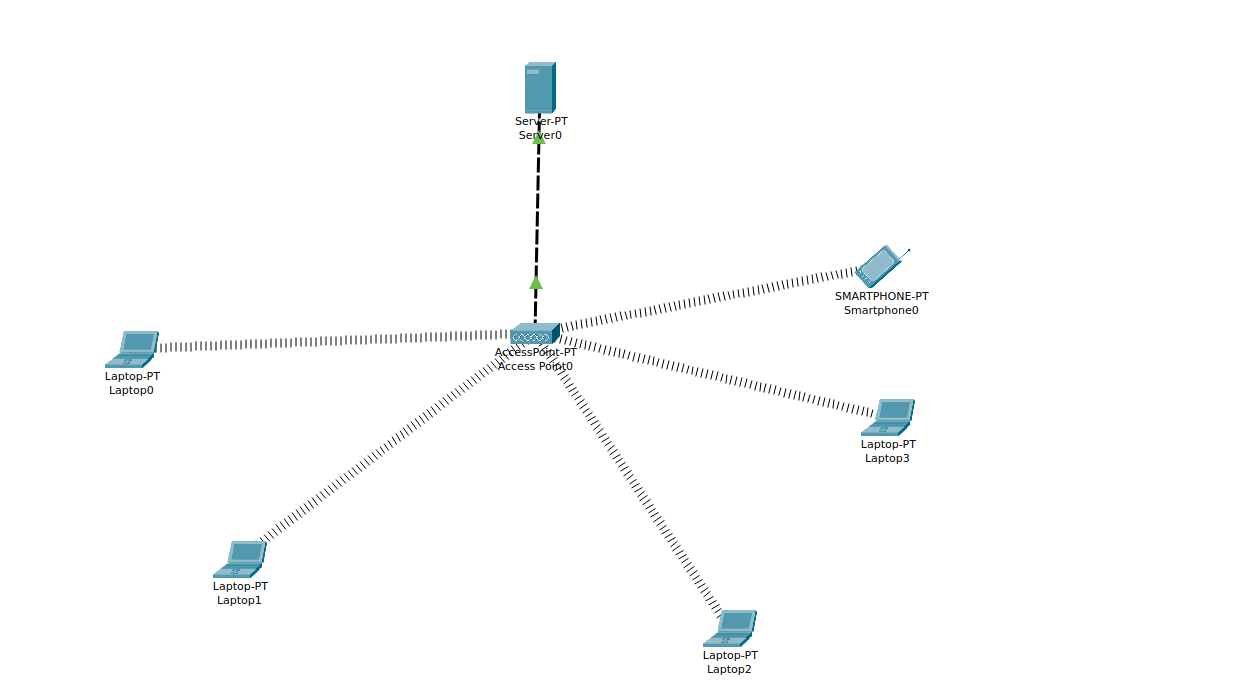 Server-PT
Server0
SMARTPHONE-PT
Smartphone0
AccessPoint-PT
Access Point0
Laptop-PT
Laptop0
Laptop-PT
Laptop3
Laptop-PT
Laptop1
Laptop-PT
Laptop2